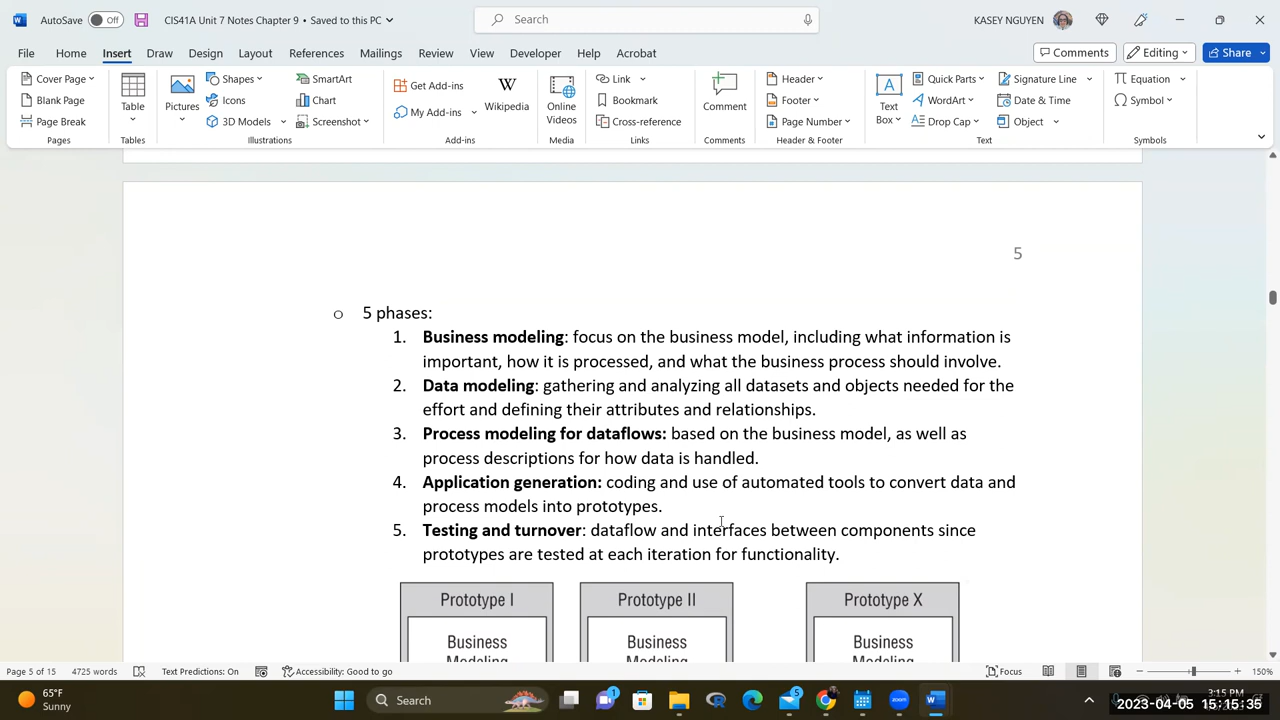 AutoSave Off CIS41A Unit 7 Notes Chapter 9 • Saved to this PC Search KASEY NGUYEN
File Home Insert Draw Design Layout References Mailings Review View Developer Help Acrobat Comments Editing Share
Cover Page
Blank Page
Page Break
Pages
Table
Tables
Pictures
Shapes
Icons
3D Models
SmartArt
Chart
Screenshot
Illustrations
Get Add-ins
My Add-ins
Wikipedia
Add-ins
Online
Videos
Media
Link
Bookmark
Cross-reference
Links
Comment
Comments
Header
Footer
Page Number
Header & Footer
Text
Box
Quick Parts
WordArt
Drop Cap
Signature Line
Date & Time
Object
Text
Equation
Symbol
Symbols
5
o 5 phases:
1. Business modeling: focus on the business model, including what information is
important, how it is processed, and what the business process should involve.
2. Data modeling: gathering and analyzing all datasets and objects needed for the
effort and defining their attributes and relationships.
3. Process modeling for dataflows: based on the business model, as well as
process descriptions for how data is handled.
4. Application generation: coding and use of automated tools to convert data and
process models into prototypes.
5. Testing and turnover: dataflow and interfaces between components since
prototypes are tested at each iteration for functionality.
Prototype I Prototype II Prototype X
Business Business Business
Modeling Modeling Modeling
Page 5 of 15 4725 words Text Predictions: On Accessibility: Good to go Focus 150%
65°F
Sunny
Search
1
5
zoom
3:15 PM
2023-04-05 15:15:35